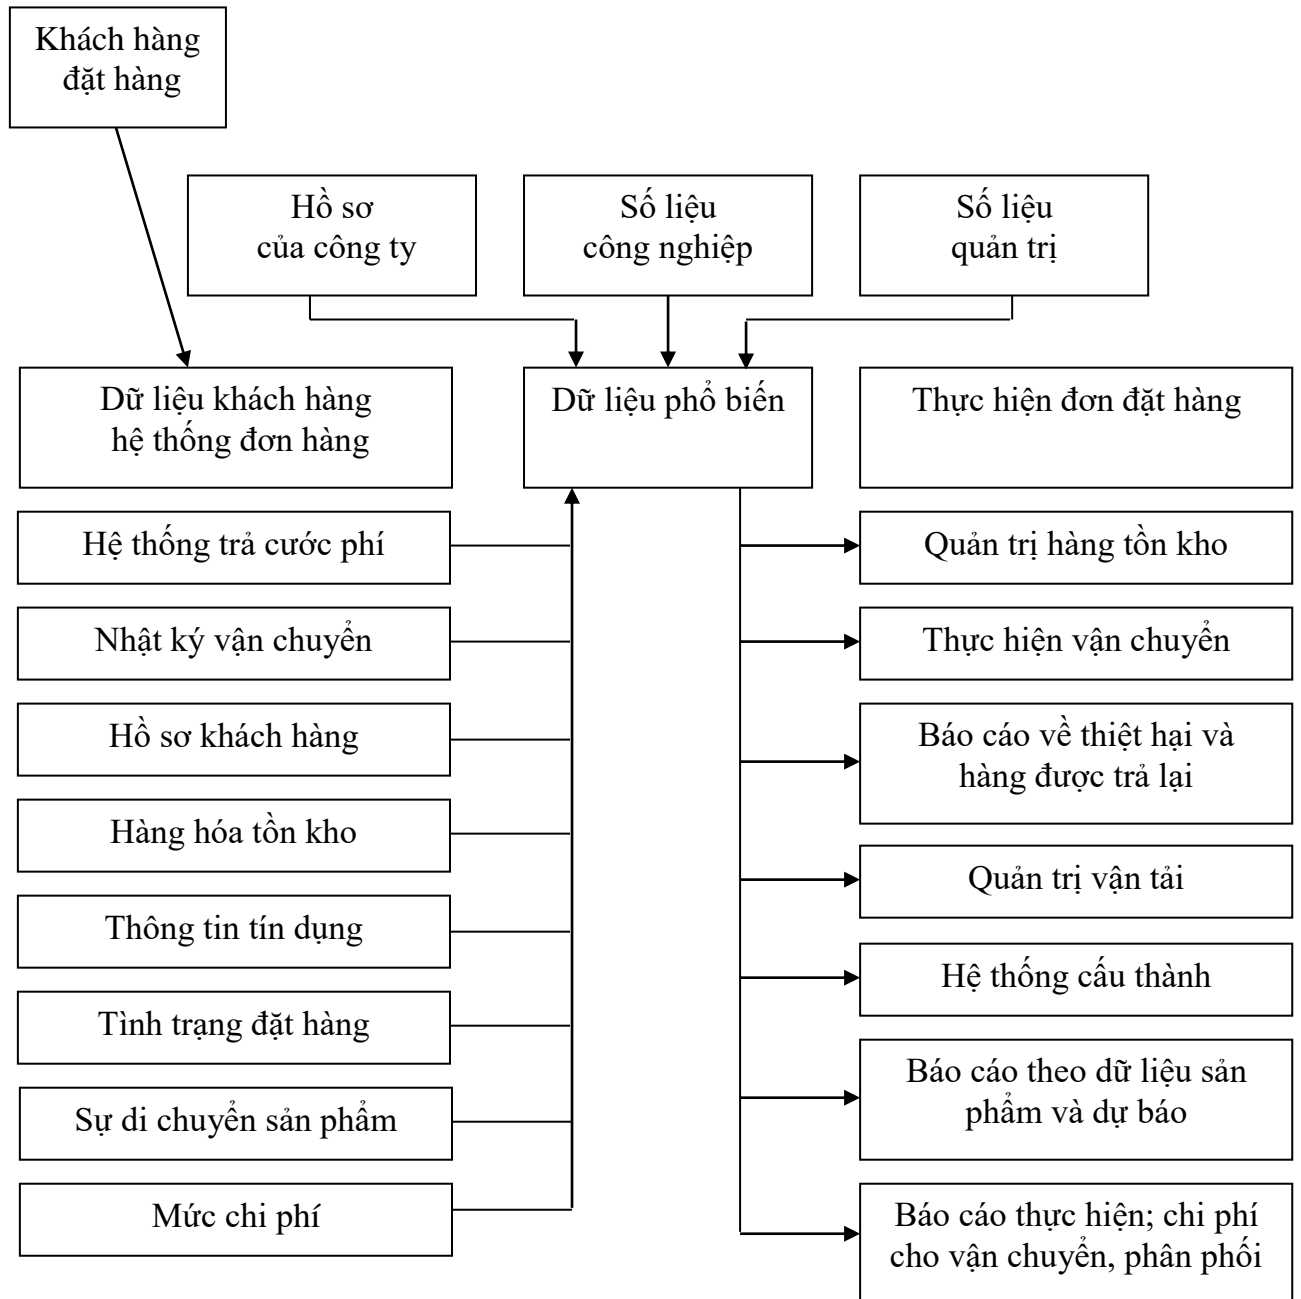 Khách hàng
đặt hàng
Hồ sơ
của công ty
Số liệu
công nghiệp
Số liệu
quản trị
Dữ liệu khách hàng
hệ thống đơn hàng
Dữ liệu phổ biến
Thực hiện đơn đặt hàng
Hệ thống trả cước phí
Nhật ký vận chuyển
Hồ sơ khách hàng
Hàng hóa tồn kho
Thông tin tín dụng
Tình trạng đặt hàng
Sự di chuyển sản phẩm
Mức chi phí
Quản trị hàng tồn kho
Thực hiện vận chuyển
Báo cáo về thiệt hại và
hàng được trả lại
Quản trị vận tải
Hệ thống cấu thành
Báo cáo theo dữ liệu sản
phẩm và dự báo
Báo cáo thực hiện; chi phí
cho vận chuyển, phân phối